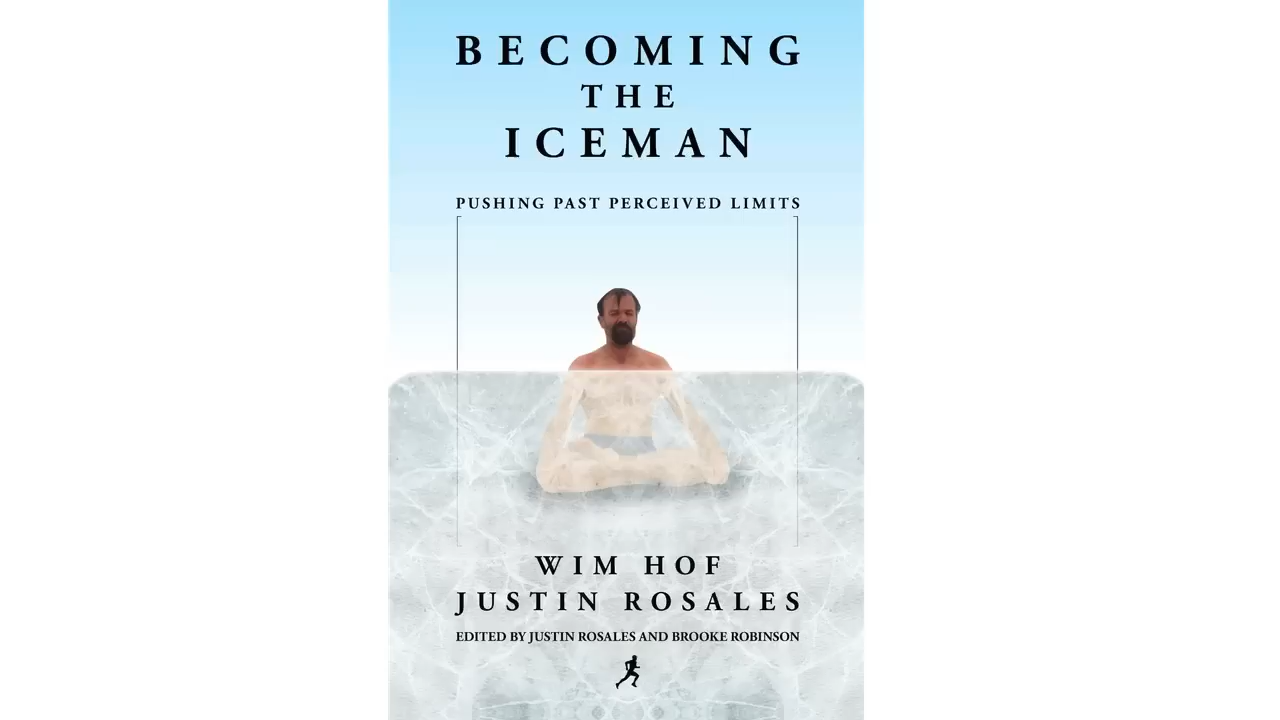 BECOMING
THE
ICEMAN
PUSHING PAST PERCEIVED LIMITS
WIM HOF
JUSTIN ROSALES
EDITED BY JUSTIN ROSALES AND BROOKE ROBINSON